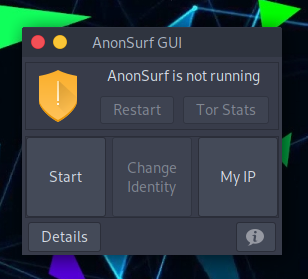 AnonSurf GUI
AnonSurf is not running
Restart
Tor Stats
Start
Change
Identity
My IP
Details